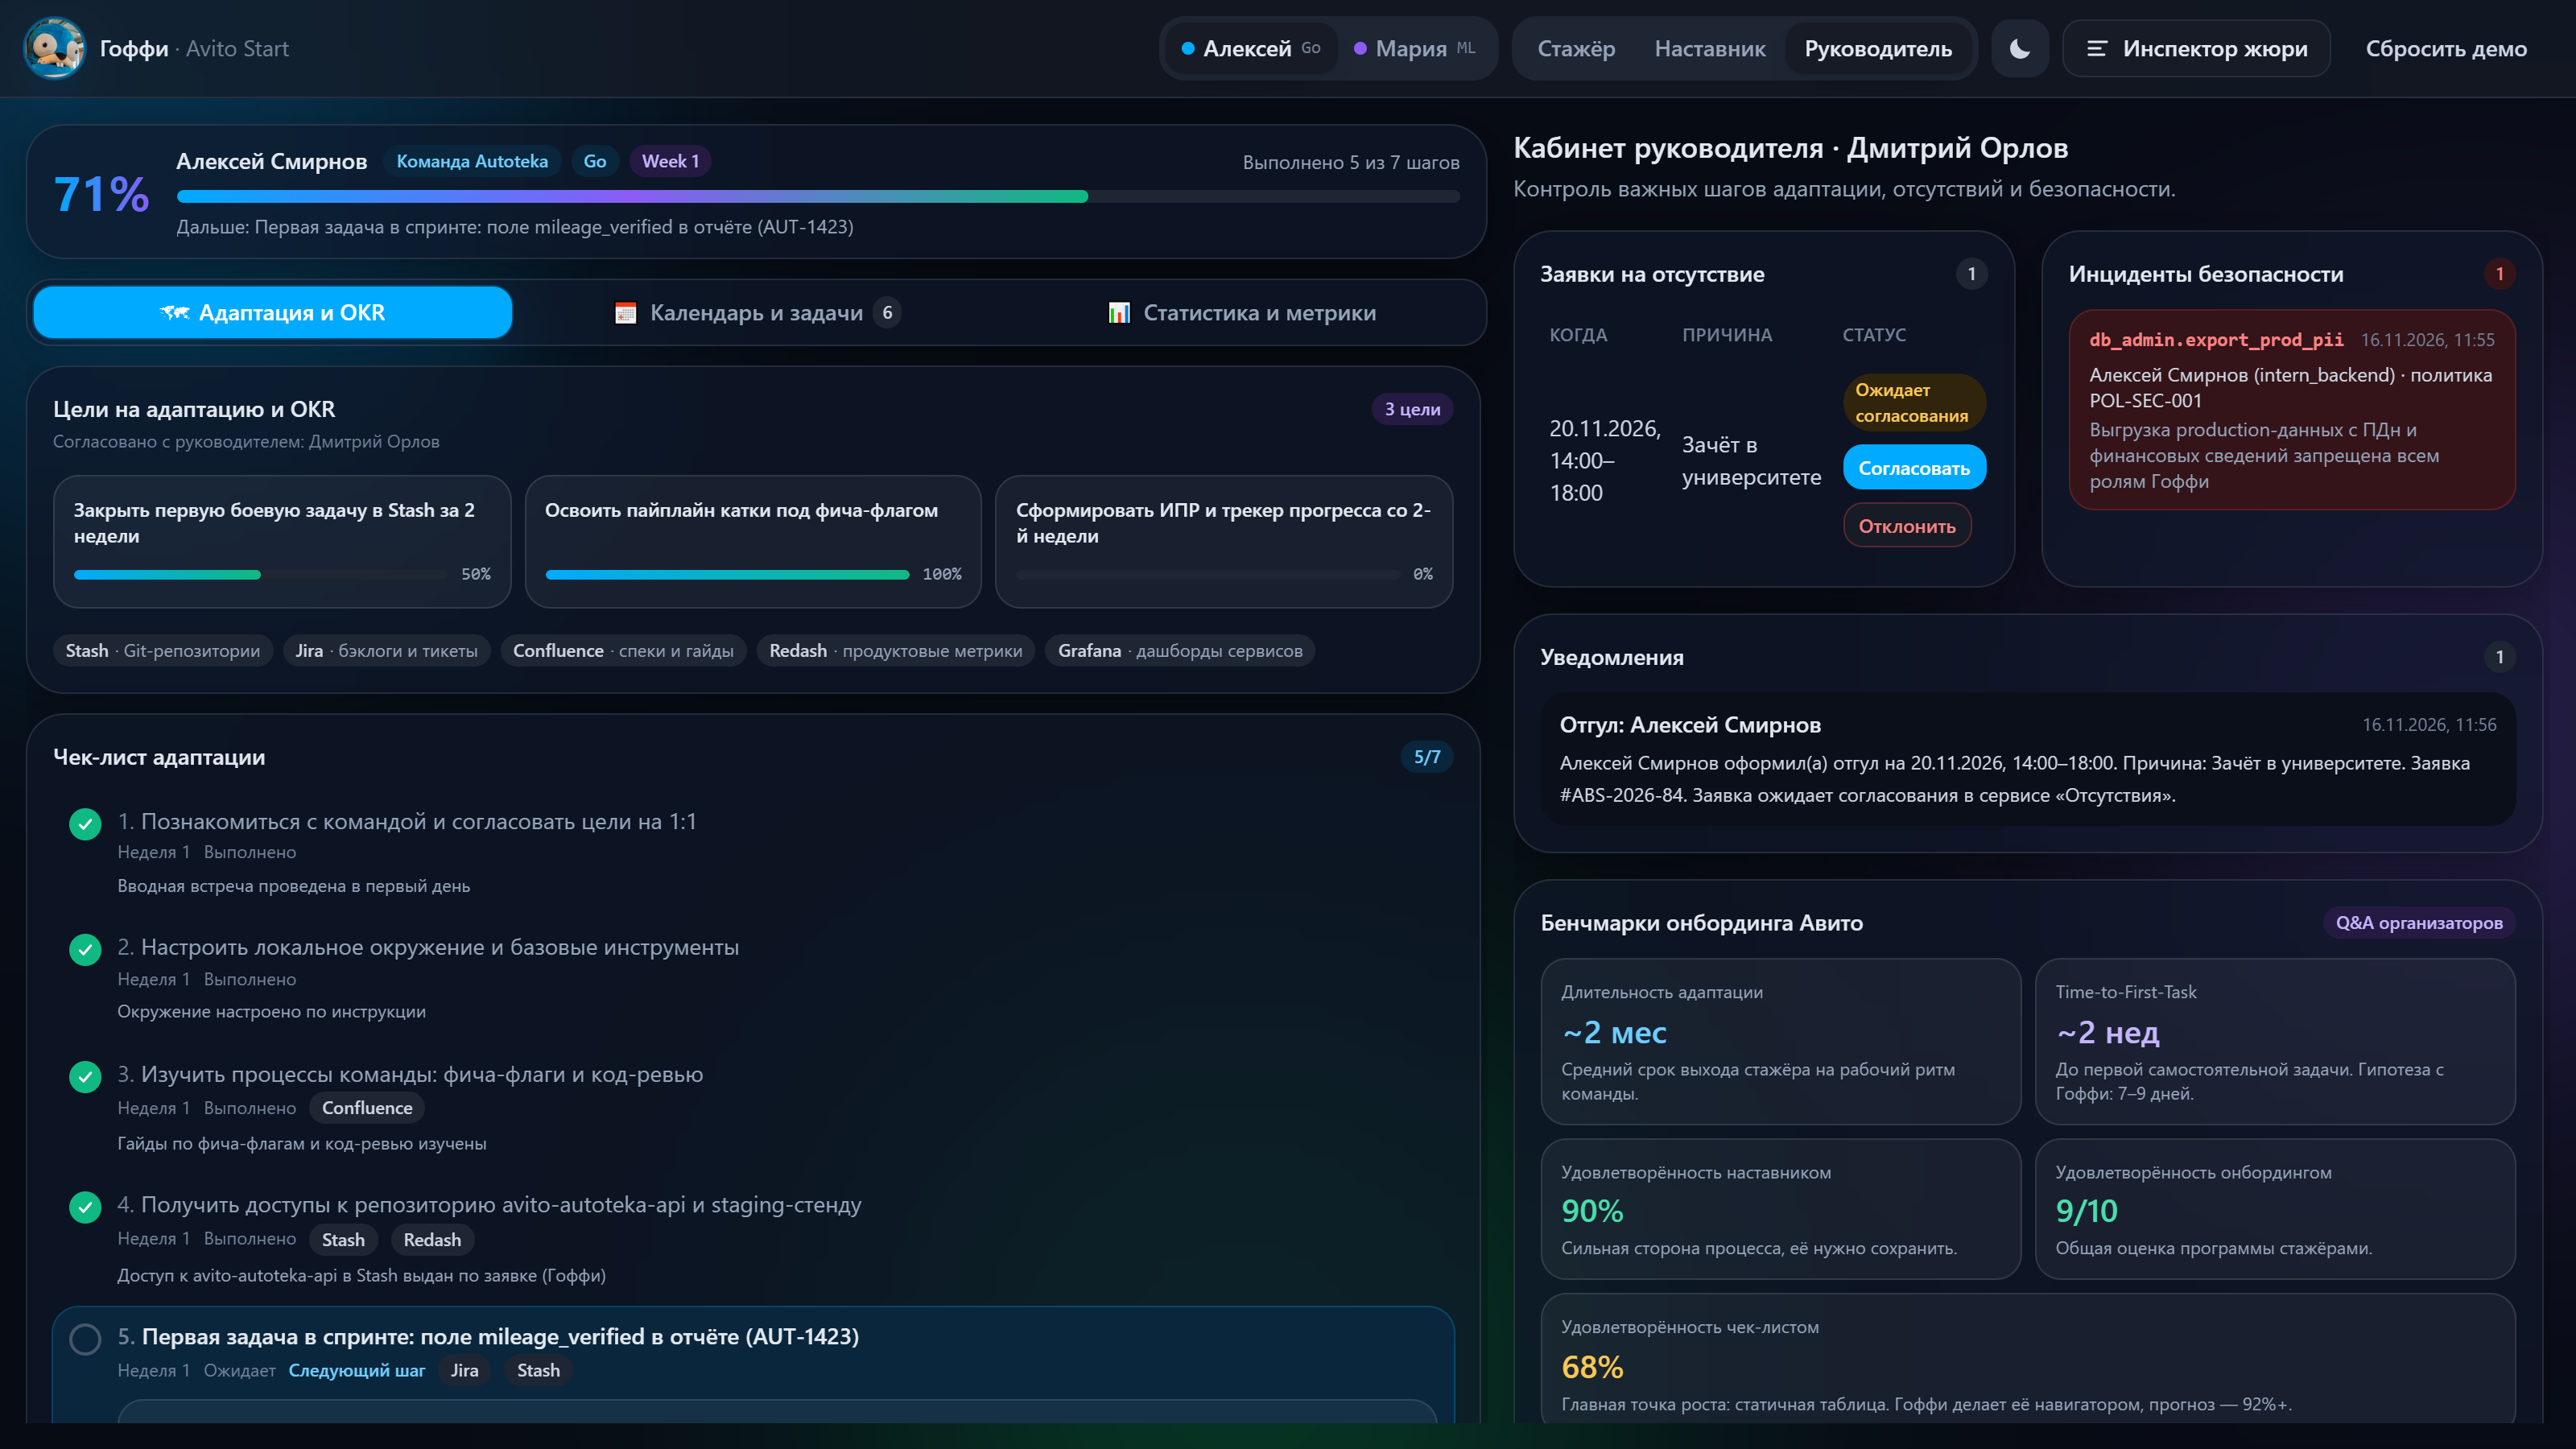 Гоффи · Avito Start
Алексей Go
Мария ML
Стажёр
Наставник
Руководитель
Инспектор жюри
Сбросить демо
71%
Алексей Смирнов
Команда Autoteka
Go
Week 1
Выполнено 5 из 7 шагов
Дальше: Первая задача в спринте: поле mileage_verified в отчёте (AUT-1423)
Адаптация и OKR
Календарь и задачи 6
Статистика и метрики
Цели на адаптацию и OKR
3 цели
Согласовано с руководителем: Дмитрий Орлов
Закрыть первую боевую задачу в Stash за 2
недели
50%
Освоить пайплайн катки под фича-флагом
100%
Сформировать ИПР и трекер прогресса со 2-
й недели
0%
Stash · Git-репозитории
Jira · бэклоги и тикеты
Confluence · спеки и гайды
Redash · продуктовые метрики
Grafana · дашборды сервисов
Чек-лист адаптации
5/7
1. Познакомиться с командой и согласовать цели на 1:1
Неделя 1 Выполнено
Вводная встреча проведена в первый день
2. Настроить локальное окружение и базовые инструменты
Неделя 1 Выполнено
Окружение настроено по инструкции
3. Изучить процессы команды: фича-флаги и код-ревью
Неделя 1 Выполнено Confluence
Гайды по фича-флагам и код-ревью изучены
4. Получить доступы к репозиторию avito-autoteka-api и staging-стенду
Неделя 1 Выполнено Stash Redash
Доступ к avito-autoteka-api в Stash выдан по заявке (Гоффи)
5. Первая задача в спринте: поле mileage_verified в отчёте (AUT-1423)
Неделя 1 Ожидает Следующий шаг Jira Stash
Кабинет руководителя · Дмитрий Орлов
Контроль важных шагов адаптации, отсутствий и безопасности.
Заявки на отсутствие
1
КОГДА ПРИЧИНА СТАТУС
20.11.2026,
14:00–
18:00
Зачёт в
университете
Ожидает
согласования
Согласовать
Отклонить
Инциденты безопасности
1
db_admin.export_prod_pii 16.11.2026, 11:55
Алексей Смирнов (intern_backend) · политика
POL-SEC-001
Выгрузка production-данных с ПДн и
финансовых сведений запрещена всем
ролям Гоффи
Уведомления
1
Отгул: Алексей Смирнов
16.11.2026, 11:56
Алексей Смирнов оформил(а) отгул на 20.11.2026, 14:00–18:00. Причина: Зачёт в университете. Заявка
#ABS-2026-84. Заявка ожидает согласования в сервисе «Отсутствия».
Бенчмарки онбординга Авито
Q&A организаторов
Длительность адаптации
~2 мес
Средний срок выхода стажёра на рабочий ритм
команды.
Time-to-First-Task
~2 нед
До первой самостоятельной задачи. Гипотеза с
Гоффи: 7–9 дней.
Удовлетворённость наставником
90%
Сильная сторона процесса, её нужно сохранить.
Удовлетворённость онбордингом
9/10
Общая оценка программы стажёрами.
Удовлетворённость чек-листом
68%
Главная точка роста: статичная таблица. Гоффи делает её навигатором, прогноз — 92%+.